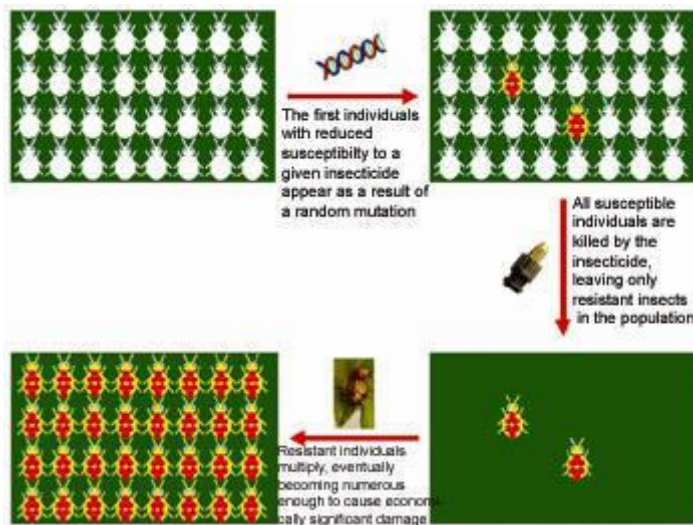 The first individuals
with reduced
susceptibilty to a
given insecticide
appear as a result of
a random mutation
All susceptible
individuals are
killed by the
insecticide,
leaving only
resistant insects
in the population
Resistant individuals
multiply, eventually
becoming numerous
enough to cause economi-
cally significant damage